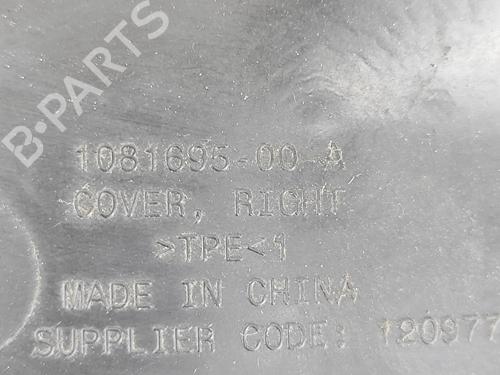 B-PARTS
1081695-00-A
COVER, RIGHT
>TPE<1
MADE IN CHINA
SUPPLIER CODE: 120977